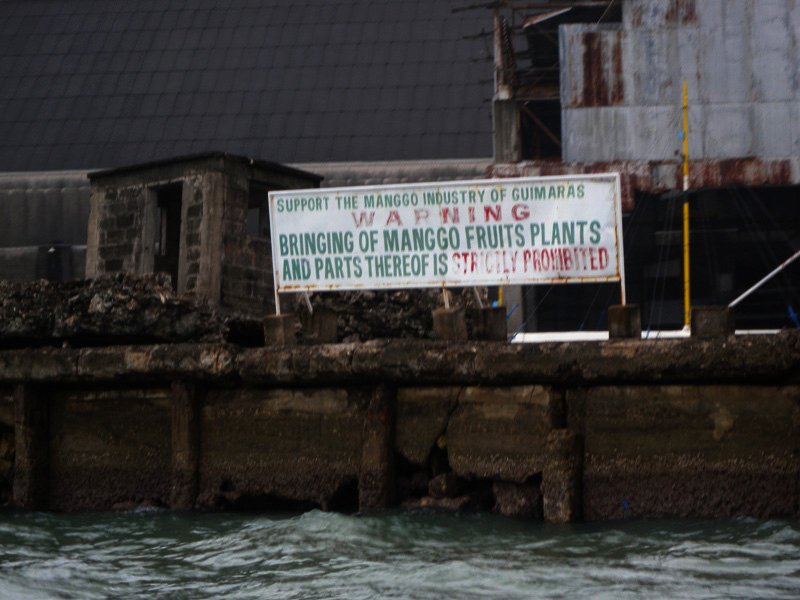 SUPPORT THE MANGGO INDUSTRY OF GUIMARAS
WARNING
BRINGING OF MANGGO FRUITS PLANTS
AND PARTS THEREOF IS STRICTLY PROHIBITED